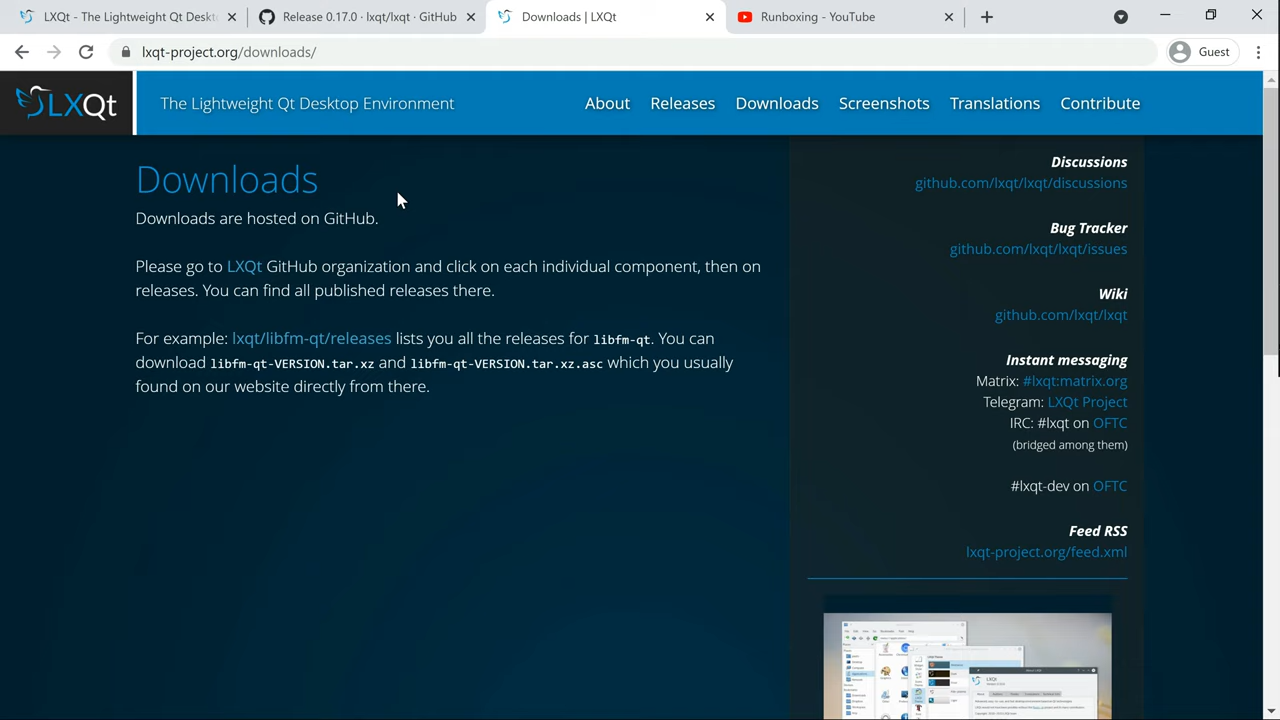 LXQt - The Lightweight Qt Deskt
Release 0.17.0 · lxqt/lxqt · GitHub
Downloads | LXQt
Runboxing - YouTube
lxqt-project.org/downloads/
Guest
LXQt
The Lightweight Qt Desktop Environment
About
Releases
Downloads
Screenshots
Translations
Contribute
Downloads
Downloads are hosted on GitHub.
Please go to LXQt GitHub organization and click on each individual component, then on
releases. You can find all published releases there.
For example: lxqt/libfm-qt/releases lists you all the releases for libfm-qt. You can
download libfm-qt-VERSION.tar.xz and libfm-qt-VERSION.tar.xz.asc which you usually
found on our website directly from there.
Discussions
github.com/lxqt/lxqt/discussions
Bug Tracker
github.com/lxqt/lxqt/issues
Wiki
github.com/lxqt/lxqt
Instant messaging
Matrix: #lxqt:matrix.org
Telegram: LXQt Project
IRC: #lxqt on OFTC
(bridged among them)
#lxqt-dev on OFTC
Feed RSS
lxqt-project.org/feed.xml